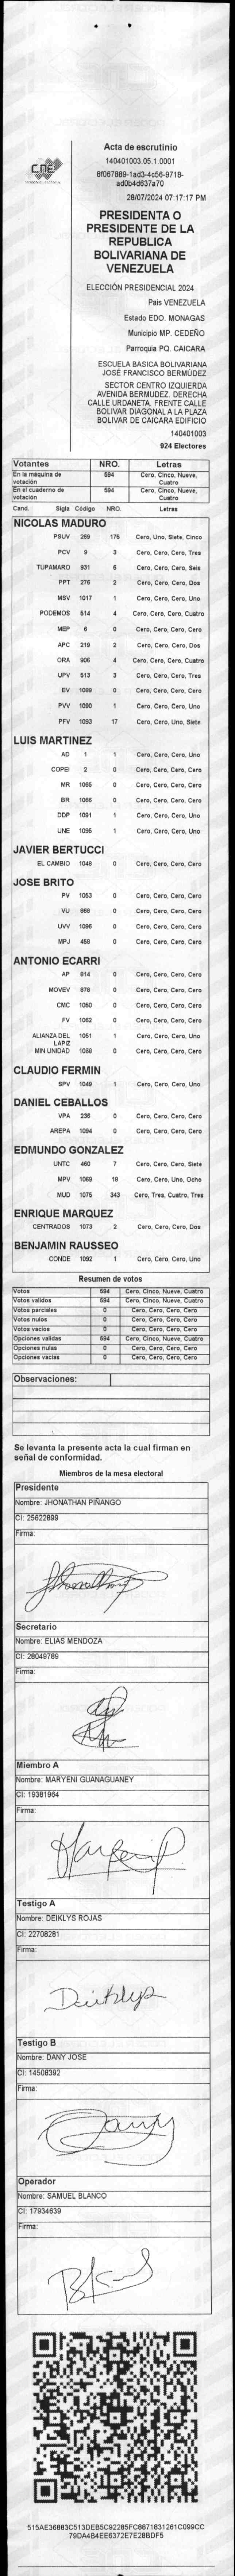 CNE
Acta de escrutinio
140401003.05.1.0001
8f067889-1ad3-4c56-9718-
ad0b4d637a70
28/07/2024 07:17:17 PM
PRESIDENTA O
PRESIDENTE DE LA
REPUBLICA
BOLIVARIANA DE
VENEZUELA
ELECCIÓN PRESIDENCIAL 2024
País VENEZUELA
Estado EDO. MONAGAS
Municipio MP. CEDEÑO
Parroquia PQ. CAICARA
ESCUELA BASICA BOLIVARIANA
JOSÉ FRANCISCO BERMÚDEZ
SECTOR CENTRO IZQUIERDA
AVENIDA BERMUDEZ. DERECHA
CALLE URDANETA. FRENTE CALLE
BOLIVAR DIAGONAL A LA PLAZA
BOLIVAR DE CAICARA EDIFICIO
140401003
924 Electores
Votantes NRO. Letras
En la máquina de votación 594 Cero, Cinco, Nueve, Cuatro
En el cuaderno de votación 594 Cero, Cinco, Nueve, Cuatro
Cand. Sigla Código NRO. Letras
NICOLAS MADURO
PSUV 269 175 Cero, Uno, Siete, Cinco
PCV 9 3 Cero, Cero, Cero, Tres
TUPAMARO 931 6 Cero, Cero, Cero, Seis
PPT 276 2 Cero, Cero, Cero, Dos
MSV 1017 1 Cero, Cero, Cero, Uno
PODEMOS 514 4 Cero, Cero, Cero, Cuatro
MEP 6 0 Cero, Cero, Cero, Cero
APC 219 2 Cero, Cero, Cero, Dos
ORA 906 4 Cero, Cero, Cero, Cuatro
UPV 513 3 Cero, Cero, Cero, Tres
EV 1089 0 Cero, Cero, Cero, Cero
PVV 1090 1 Cero, Cero, Cero, Uno
PFV 1093 17 Cero, Cero, Uno, Siete
LUIS MARTINEZ
AD 1 1 Cero, Cero, Cero, Uno
COPEI 2 0 Cero, Cero, Cero, Cero
MR 1065 0 Cero, Cero, Cero, Cero
BR 1066 0 Cero, Cero, Cero, Cero
DDP 1091 1 Cero, Cero, Cero, Uno
UNE 1095 1 Cero, Cero, Cero, Uno
JAVIER BERTUCCI
EL CAMBIO 1048 0 Cero, Cero, Cero, Cero
JOSE BRITO
PV 1053 0 Cero, Cero, Cero, Cero
VU 868 0 Cero, Cero, Cero, Cero
UVV 1096 0 Cero, Cero, Cero, Cero
MPJ 458 0 Cero, Cero, Cero, Cero
ANTONIO ECARRI
AP 814 0 Cero, Cero, Cero, Cero
MOVEV 878 0 Cero, Cero, Cero, Cero
CMC 1050 0 Cero, Cero, Cero, Cero
FV 1062 0 Cero, Cero, Cero, Cero
ALIANZA DEL LAPIZ 1051 1 Cero, Cero, Cero, Uno
MIN UNIDAD 1088 0 Cero, Cero, Cero, Cero
CLAUDIO FERMIN
SPV 1049 1 Cero, Cero, Cero, Uno
DANIEL CEBALLOS
VPA 236 0 Cero, Cero, Cero, Cero
AREPA 1094 0 Cero, Cero, Cero, Cero
EDMUNDO GONZALEZ
UNTC 460 7 Cero, Cero, Cero, Siete
MPV 1069 18 Cero, Cero, Uno, Ocho
MUD 1075 343 Cero, Tres, Cuatro, Tres
ENRIQUE MARQUEZ
CENTRADOS 1073 2 Cero, Cero, Cero, Dos
BENJAMIN RAUSSEO
CONDE 1092 1 Cero, Cero, Cero, Uno
Resumen de votos
Votos 594 Cero, Cinco, Nueve, Cuatro
Votos validos 594 Cero, Cinco, Nueve, Cuatro
Votos parciales 0 Cero, Cero, Cero, Cero
Votos nulos 0 Cero, Cero, Cero, Cero
Votos vacios 0 Cero, Cero, Cero, Cero
Opciones validas 594 Cero, Cinco, Nueve, Cuatro
Opciones nulas 0 Cero, Cero, Cero, Cero
Opciones vacias 0 Cero, Cero, Cero, Cero
Observaciones:
Se levanta la presente acta la cual firman en
señal de conformidad.
Miembros de la mesa electoral
Presidente
Nombre: JHONATHAN PIÑANGO
CI: 25622899
Firma:
Secretario
Nombre: ELIAS MENDOZA
CI: 28049789
Firma:
Miembro A
Nombre: MARYENI GUANAGUANEY
CI: 19381964
Firma:
Testigo A
Nombre: DEIKLYS ROJAS
CI: 22708281
Firma:
Deiklys
Testigo B
Nombre: DANY JOSE
CI: 14508392
Firma:
Dany
Operador
Nombre: SAMUEL BLANCO
CI: 17934639
Firma:
515AE36883C513DEB5C92285FC8871831261C099CC
79DA4B4EE6372E7E28BDF5